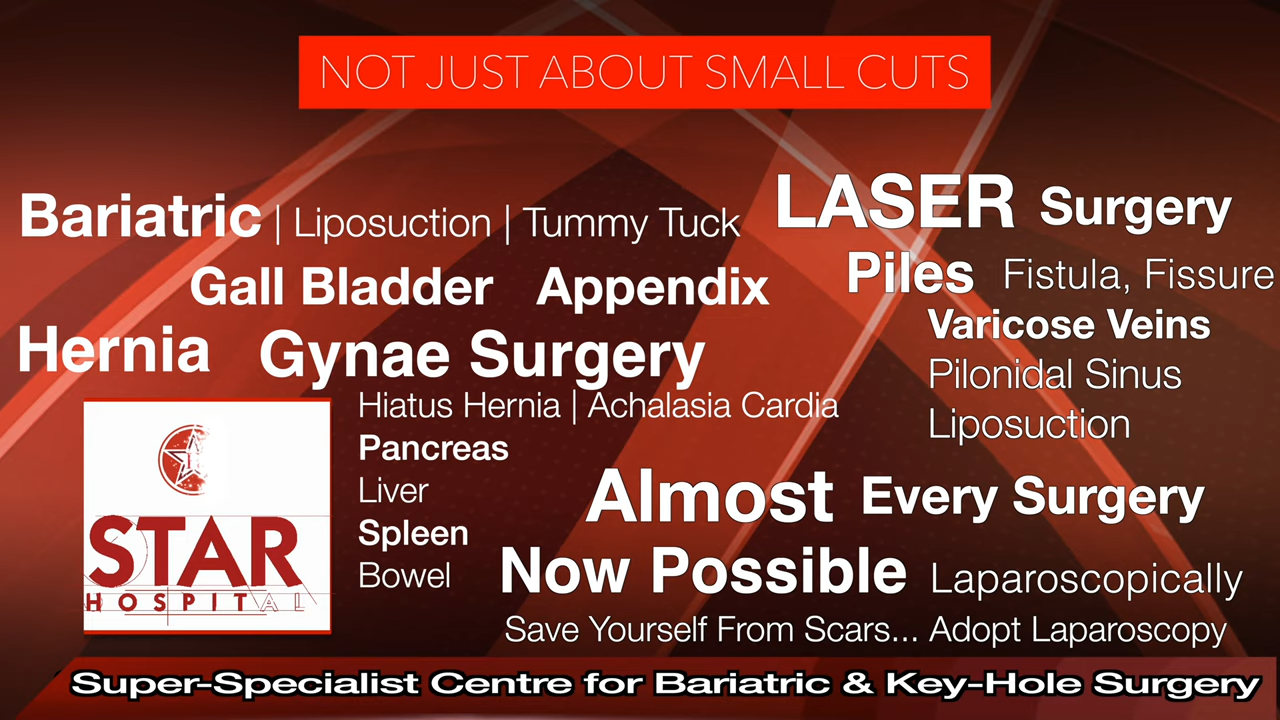 NOT JUST ABOUT SMALL CUTS
Bariatric | Liposuction | Tummy Tuck
Gall Bladder Appendix
Hernia Gynae Surgery
Hiatus Hernia | Achalasia Cardia
Pancreas
Liver
Spleen
Bowel
LASER Surgery
Piles Fistula, Fissure
Varicose Veins
Pilonidal Sinus
Liposuction
Almost Every Surgery
Now Possible Laparoscopically
Save Yourself From Scars... Adopt Laparoscopy
STAR
HOSPITAL
Super-Specialist Centre for Bariatric & Key-Hole Surgery